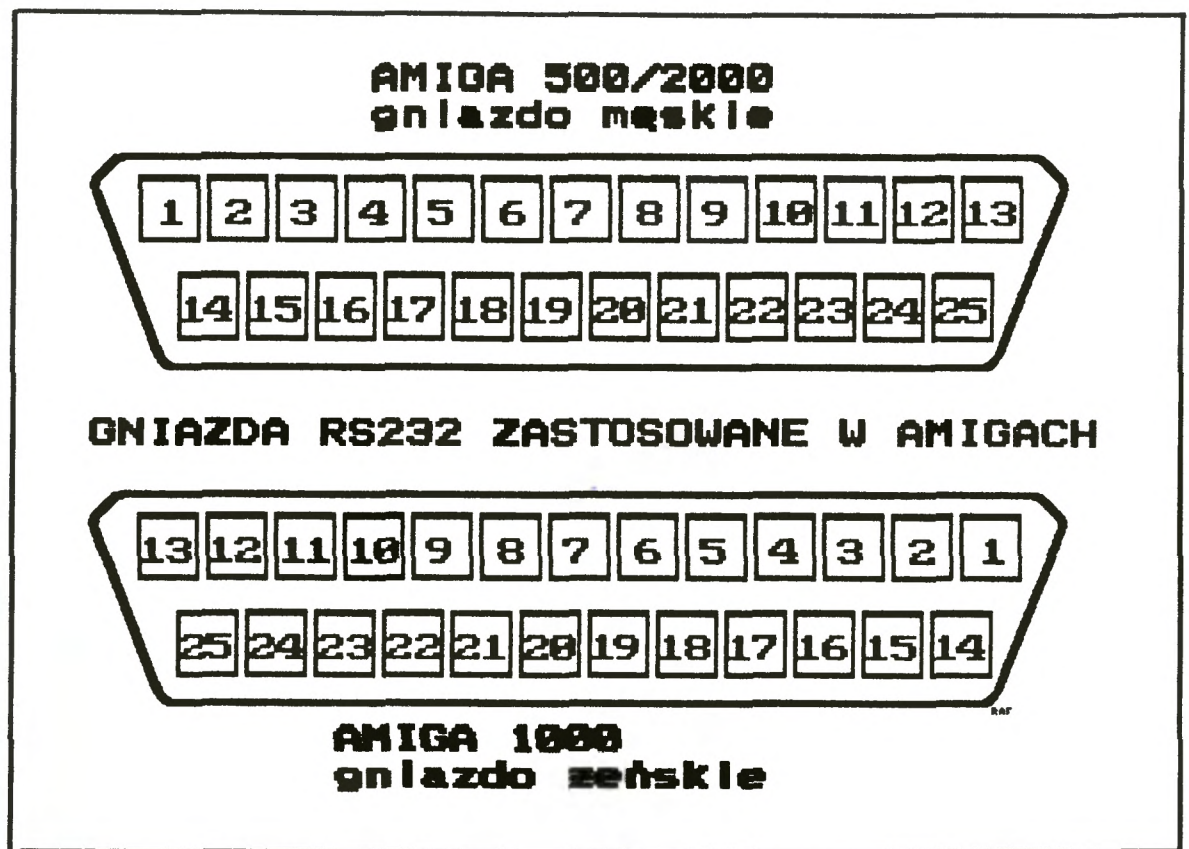 AMIGA 500/2000
gniazdo męskie
1 2 3 4 5 6 7 8 9 10 11 12 13
14 15 16 17 18 19 20 21 22 23 24 25
GNIAZDA RS232 ZASTOSOWANE W AMIGACH
13 12 11 10 9 8 7 6 5 4 3 2 1
25 24 23 22 21 20 19 18 17 16 15 14
RAF
AMIGA 1000
gniazdo żeńskie